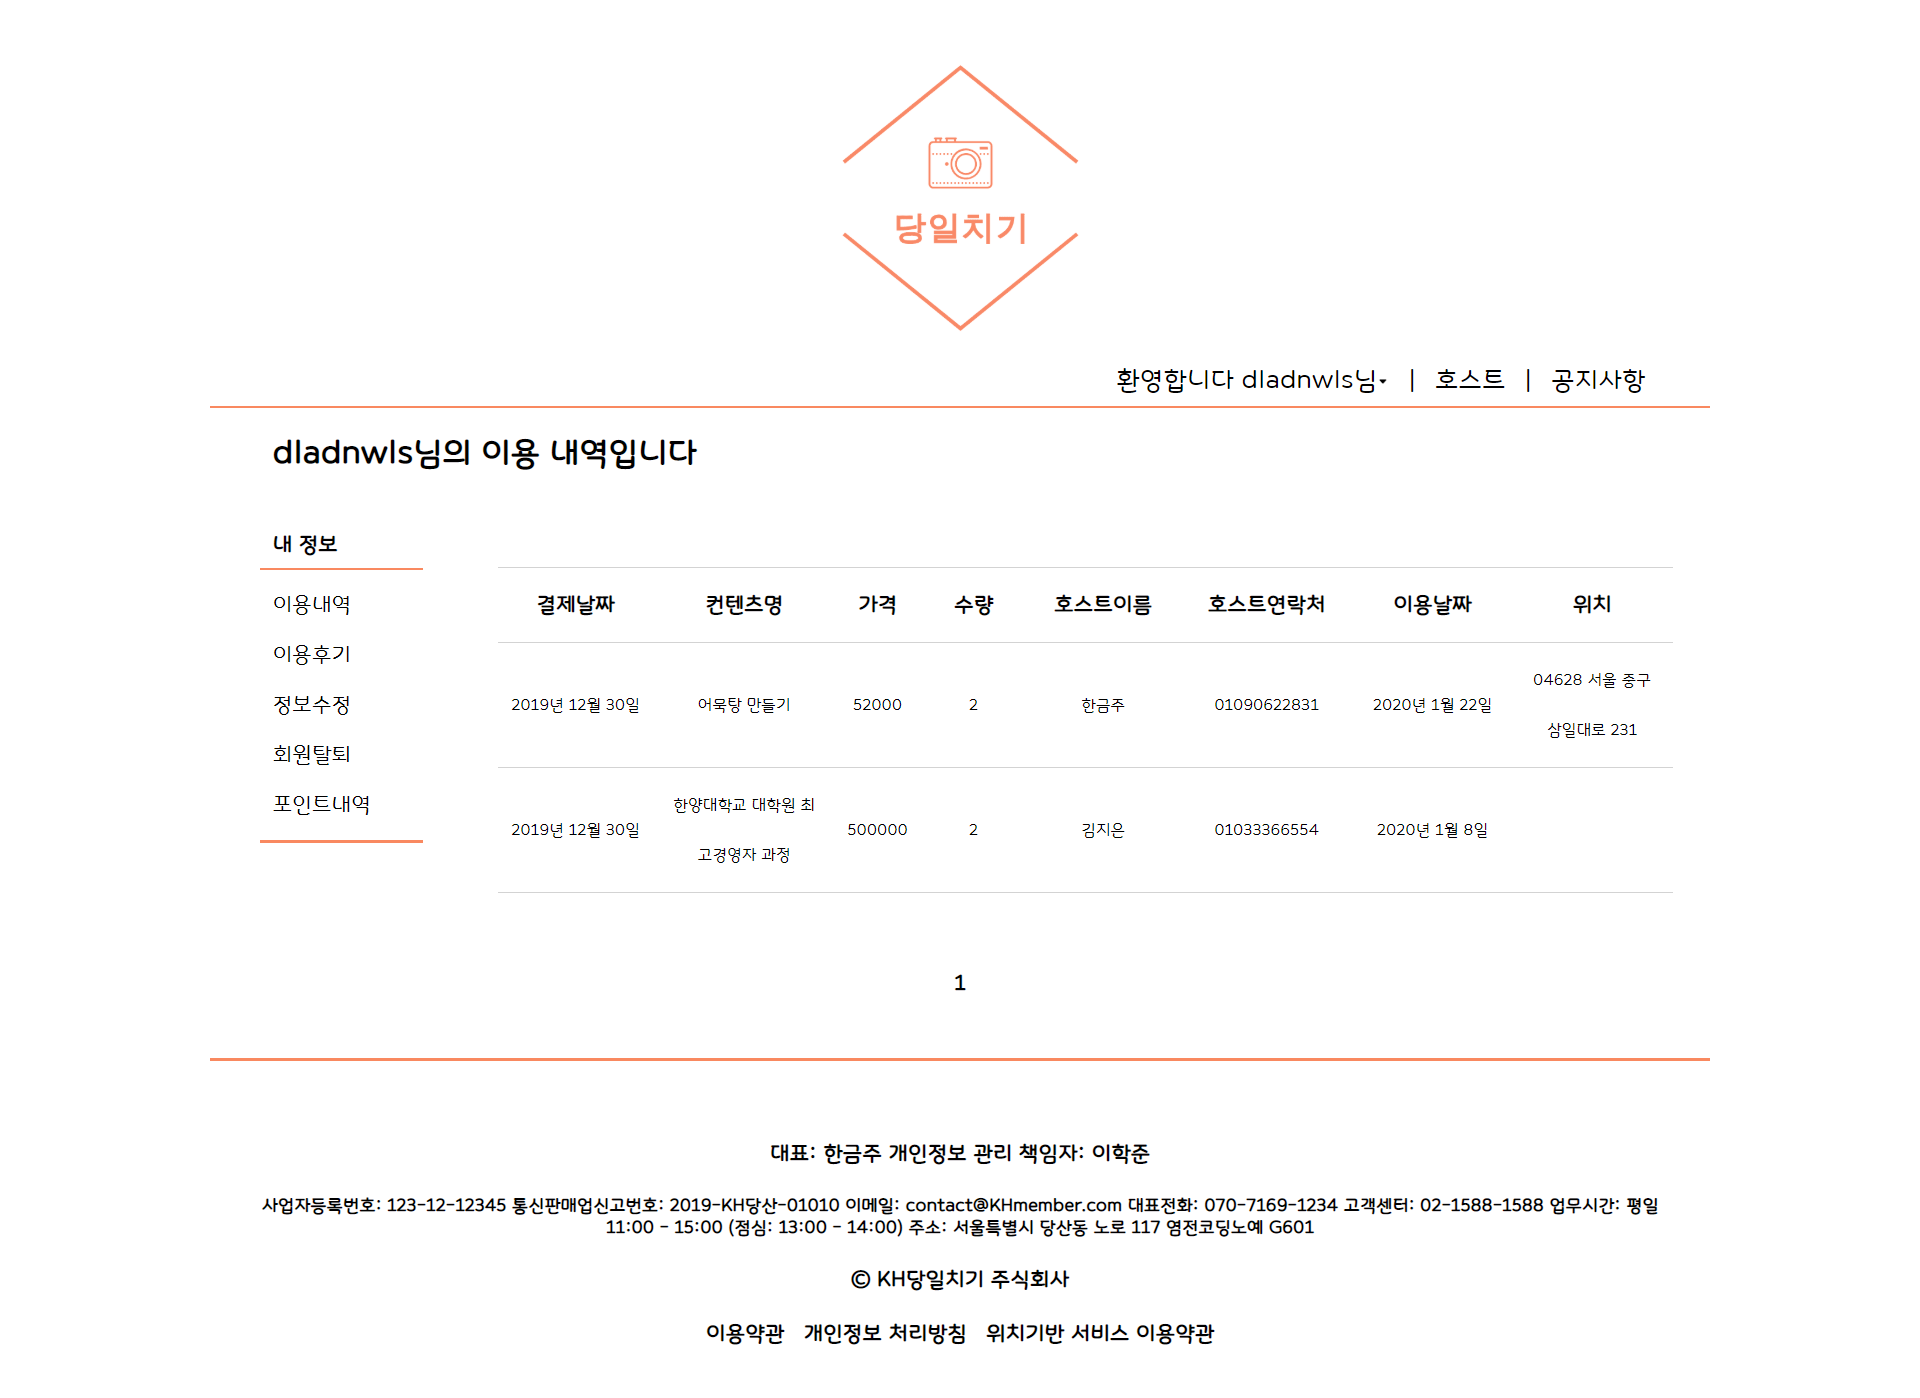 당일치기
환영합니다 dladnwls님 | 호스트 | 공지사항
dladnwls님의 이용 내역입니다
내 정보
이용내역
이용후기
정보수정
회원탈퇴
포인트내역
결제날짜 컨텐츠명 가격 수량 호스트이름 호스트연락처 이용날짜 위치
2019년 12월 30일 어묵탕 만들기 52000 2 한금주 01090622831 2020년 1월 22일 04628 서울 중구
삼일대로 231
2019년 12월 30일 한양대학교 대학원 최 500000 2 김지은 01033366554 2020년 1월 8일
고경영자 과정
1
대표: 한금주 개인정보 관리 책임자: 이학준
사업자등록번호: 123-12-12345 통신판매업신고번호: 2019-KH당산-01010 이메일: contact@KHmember.com 대표전화: 070-7169-1234 고객센터: 02-1588-1588 업무시간: 평일
11:00 - 15:00 (점심: 13:00 - 14:00) 주소: 서울특별시 당산동 노로 117 염전코딩노예 G601
© KH당일치기 주식회사
이용약관 개인정보 처리방침 위치기반 서비스 이용약관